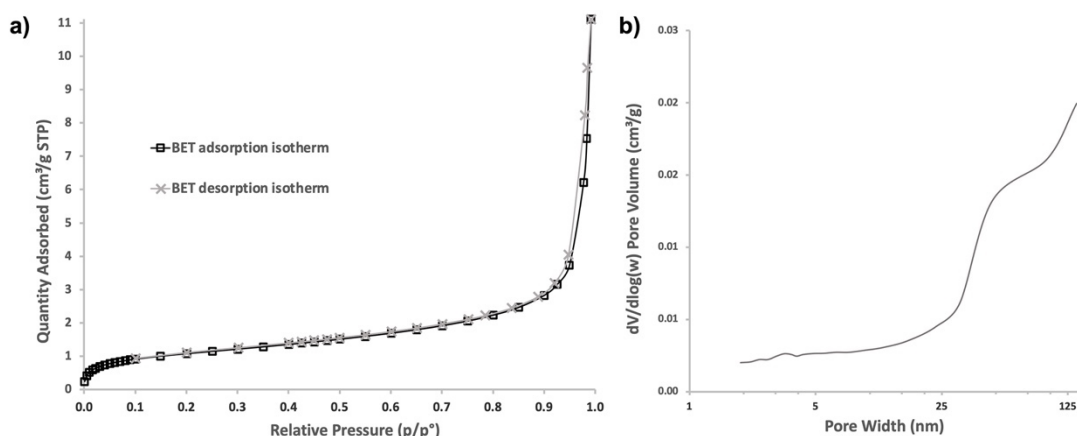 a)
Quantity Adsorbed (cm³/g STP)
11
10
9
8
7
6
5
4
3
2
1
0
BET adsorption isotherm
BET desorption isotherm
0.0 0.1 0.2 0.3 0.4 0.5 0.6 0.7 0.8 0.9 1.0
Relative Pressure (p/p°)
b)
dV/dlog(w) Pore Volume (cm³/g)
0.03
0.02
0.02
0.01
0.01
0.00
1 5 25 125
Pore Width (nm)